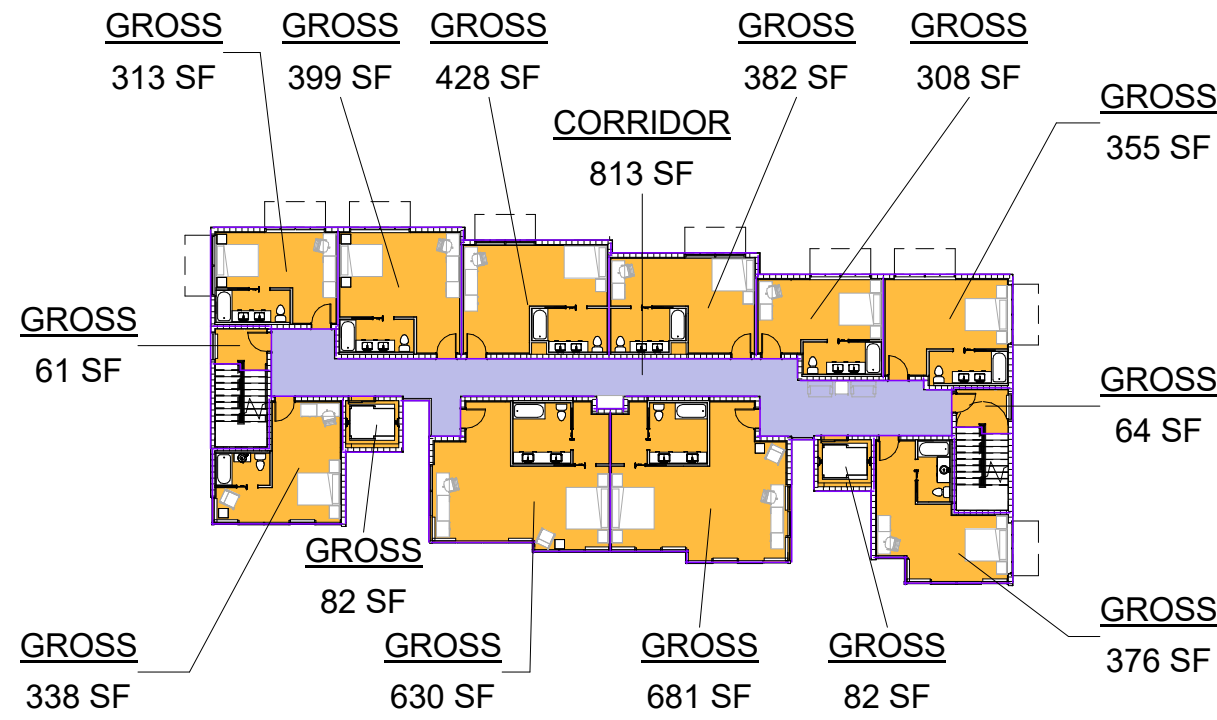 GROSS
313 SF
GROSS
399 SF
GROSS
428 SF
GROSS
382 SF
GROSS
308 SF
GROSS
355 SF
CORRIDOR
813 SF
GROSS
61 SF
GROSS
64 SF
GROSS
82 SF
GROSS
338 SF
GROSS
630 SF
GROSS
681 SF
GROSS
82 SF
GROSS
376 SF